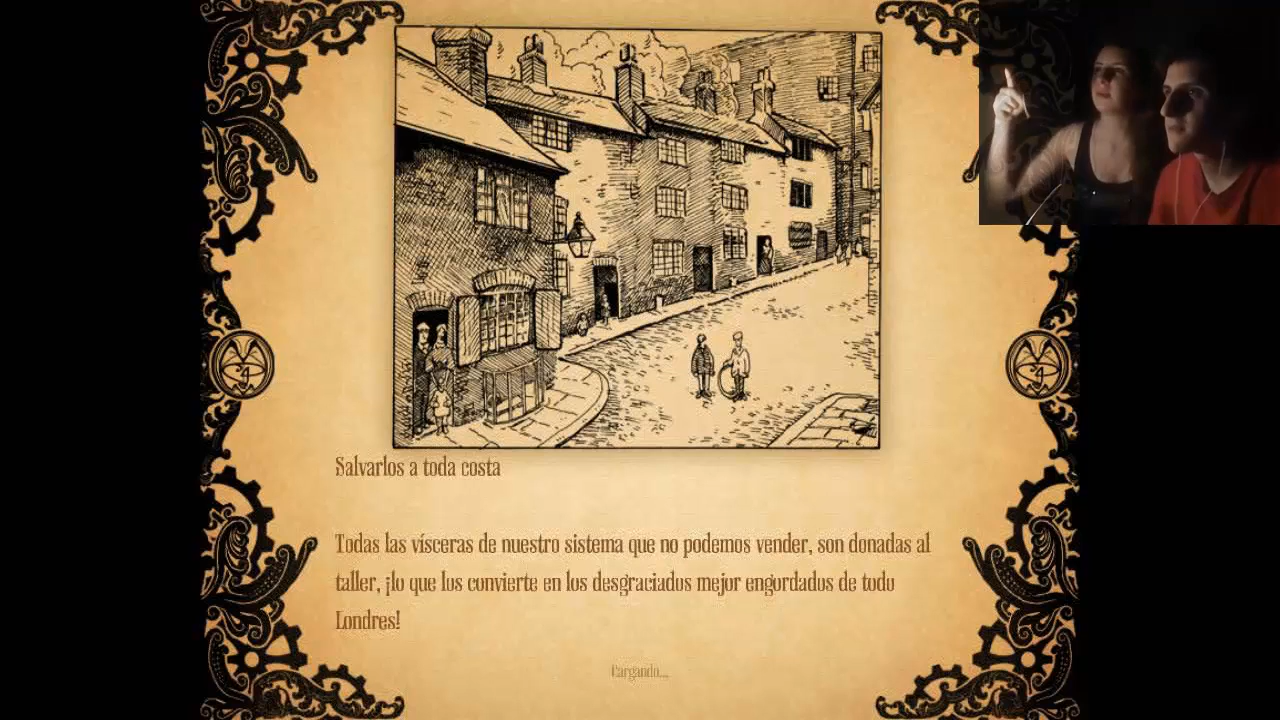 Salvarlos a toda costa
Todas las vísceras de nuestro sistema que no podemos vender, son donadas al
taller, ¡lo que los convierte en los desgraciados mejor engordados de todo
Londres!
Cargando...